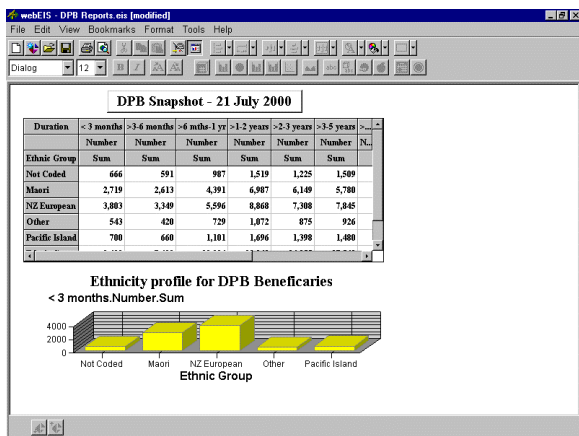 webEIS - DPB Reports.eis [modified]
File Edit View Bookmarks Format Tools Help
Dialog 12 B I abc
DPB Snapshot - 21 July 2000
Duration < 3 months >3-6 months >6 mths-1 yr >1-2 years >2-3 years >3-5 years >...
Number Number Number Number Number Number N...
Ethnic Group Sum Sum Sum Sum Sum Sum
Not Coded 666 591 987 1,519 1,225 1,509
Maori 2,719 2,613 4,391 6,987 6,149 5,780
NZ European 3,803 3,349 5,596 8,868 7,308 7,845
Other 543 420 729 1,072 875 926
Pacific Island 700 660 1,101 1,696 1,398 1,480
Ethnicity profile for DPB Beneficaries
< 3 months.Number.Sum
4000
2000
0
Not Coded Maori NZ European Other Pacific Island
Ethnic Group